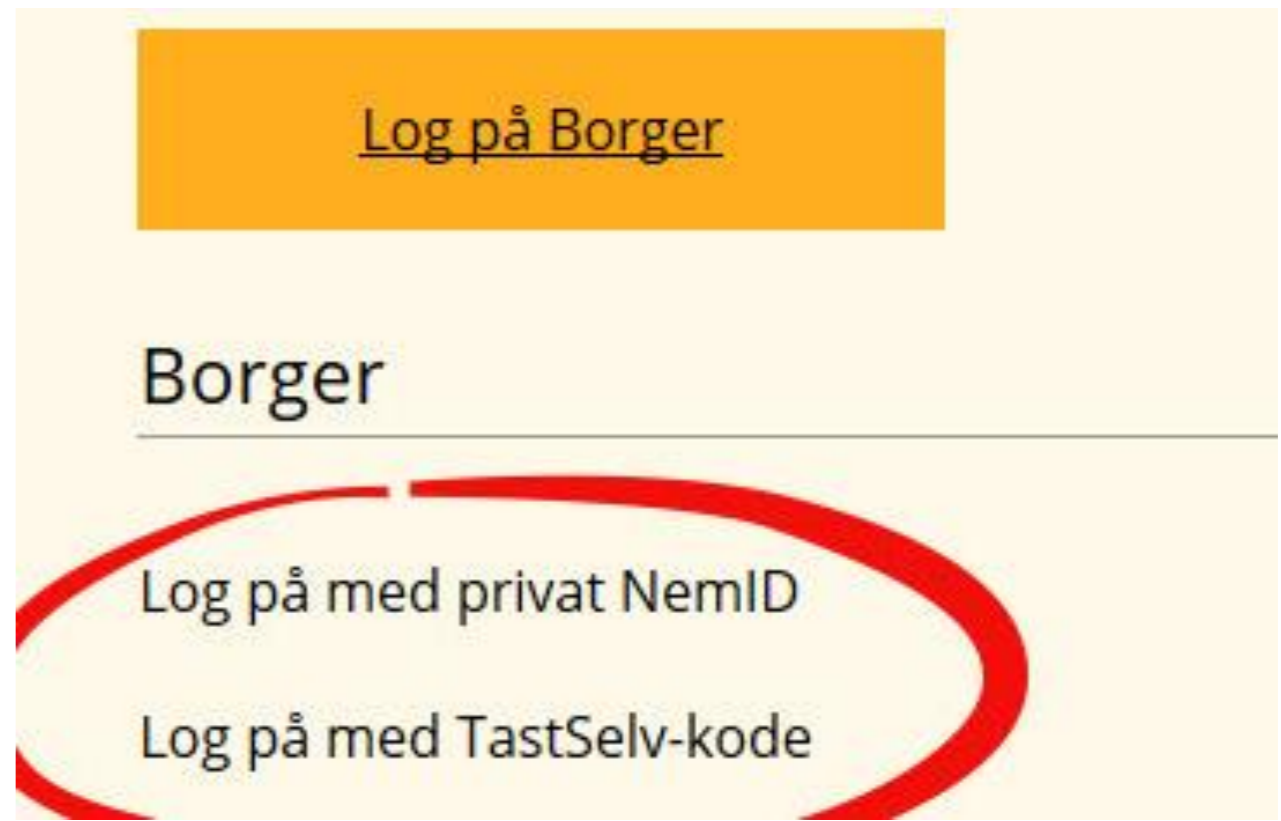 Log på Borger
Borger
Log på med privat NemID
Log på med TastSelv-kode